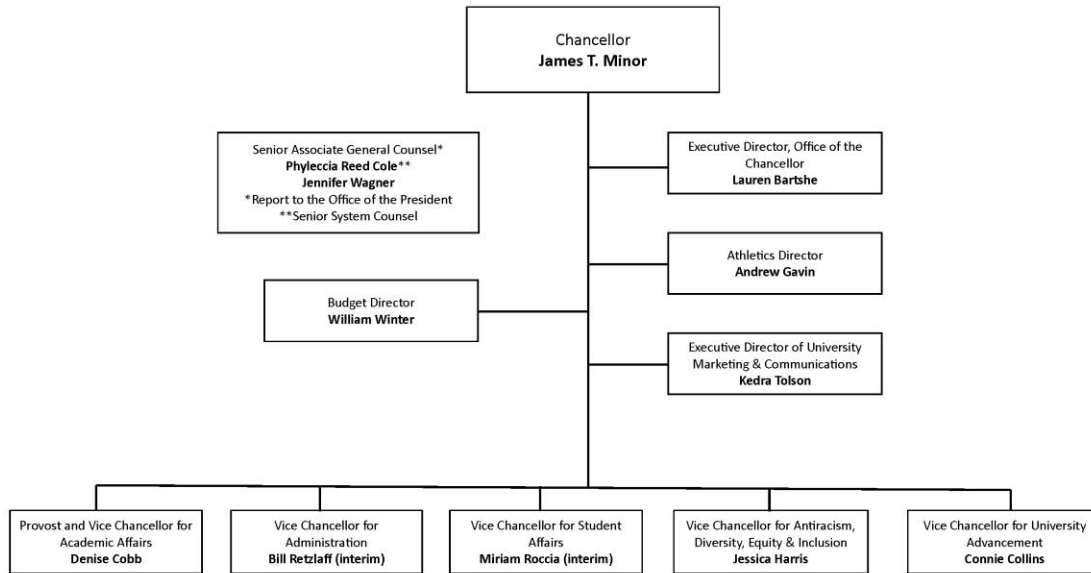 Chancellor
James T. Minor
Senior Associate General Counsel*
Phyleccia Reed Cole**
Jennifer Wagner
*Report to the Office of the President
**Senior System Counsel
Executive Director, Office of the
Chancellor
Lauren Bartshe
Athletics Director
Andrew Gavin
Budget Director
William Winter
Executive Director of University
Marketing & Communications
Kedra Tolson
Provost and Vice Chancellor for
Academic Affairs
Denise Cobb
Vice Chancellor for
Administration
Bill Retzlaff (interim)
Vice Chancellor for Student
Affairs
Miriam Roccia (interim)
Vice Chancellor for Antiracism,
Diversity, Equity & Inclusion
Jessica Harris
Vice Chancellor for University
Advancement
Connie Collins